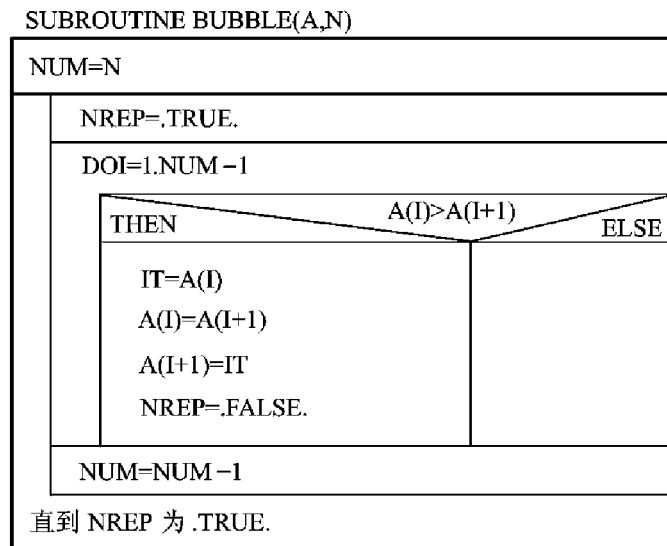 SUBROUTINE BUBBLE(A,N)
NUM=N
NREP=.TRUE.
DOI=1.NUM-1
A(I)>A(I+1)
THEN
ELSE
IT=A(I)
A(I)=A(I+1)
A(I+1)=IT
NREP=.FALSE.
NUM=NUM-1
直到 NREP 为 .TRUE.